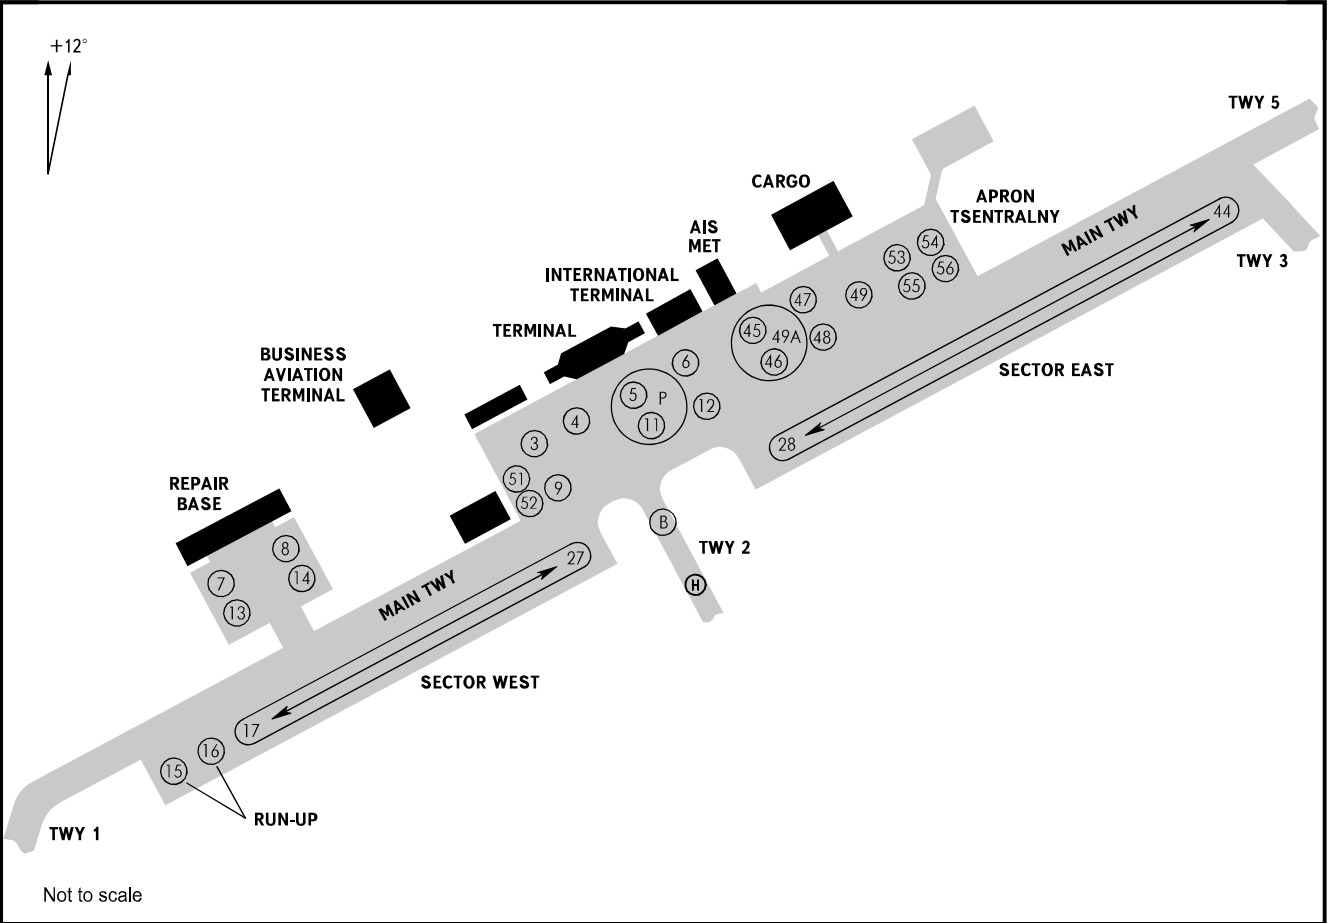 +12°
TWY 5
CARGO
APRON
TSENTRALNY
44
MAIN TWY
AIS
MET
54
53
56
55
TWY 3
INTERNATIONAL
TERMINAL
47
49
TERMINAL
45
49A
48
46
BUSINESS
AVIATION
TERMINAL
6
SECTOR EAST
5
P
12
4
11
3
28
51
9
52
REPAIR
BASE
B
TWY 2
8
27
7
14
H
MAIN TWY
13
SECTOR WEST
17
16
15
RUN-UP
TWY 1
Not to scale